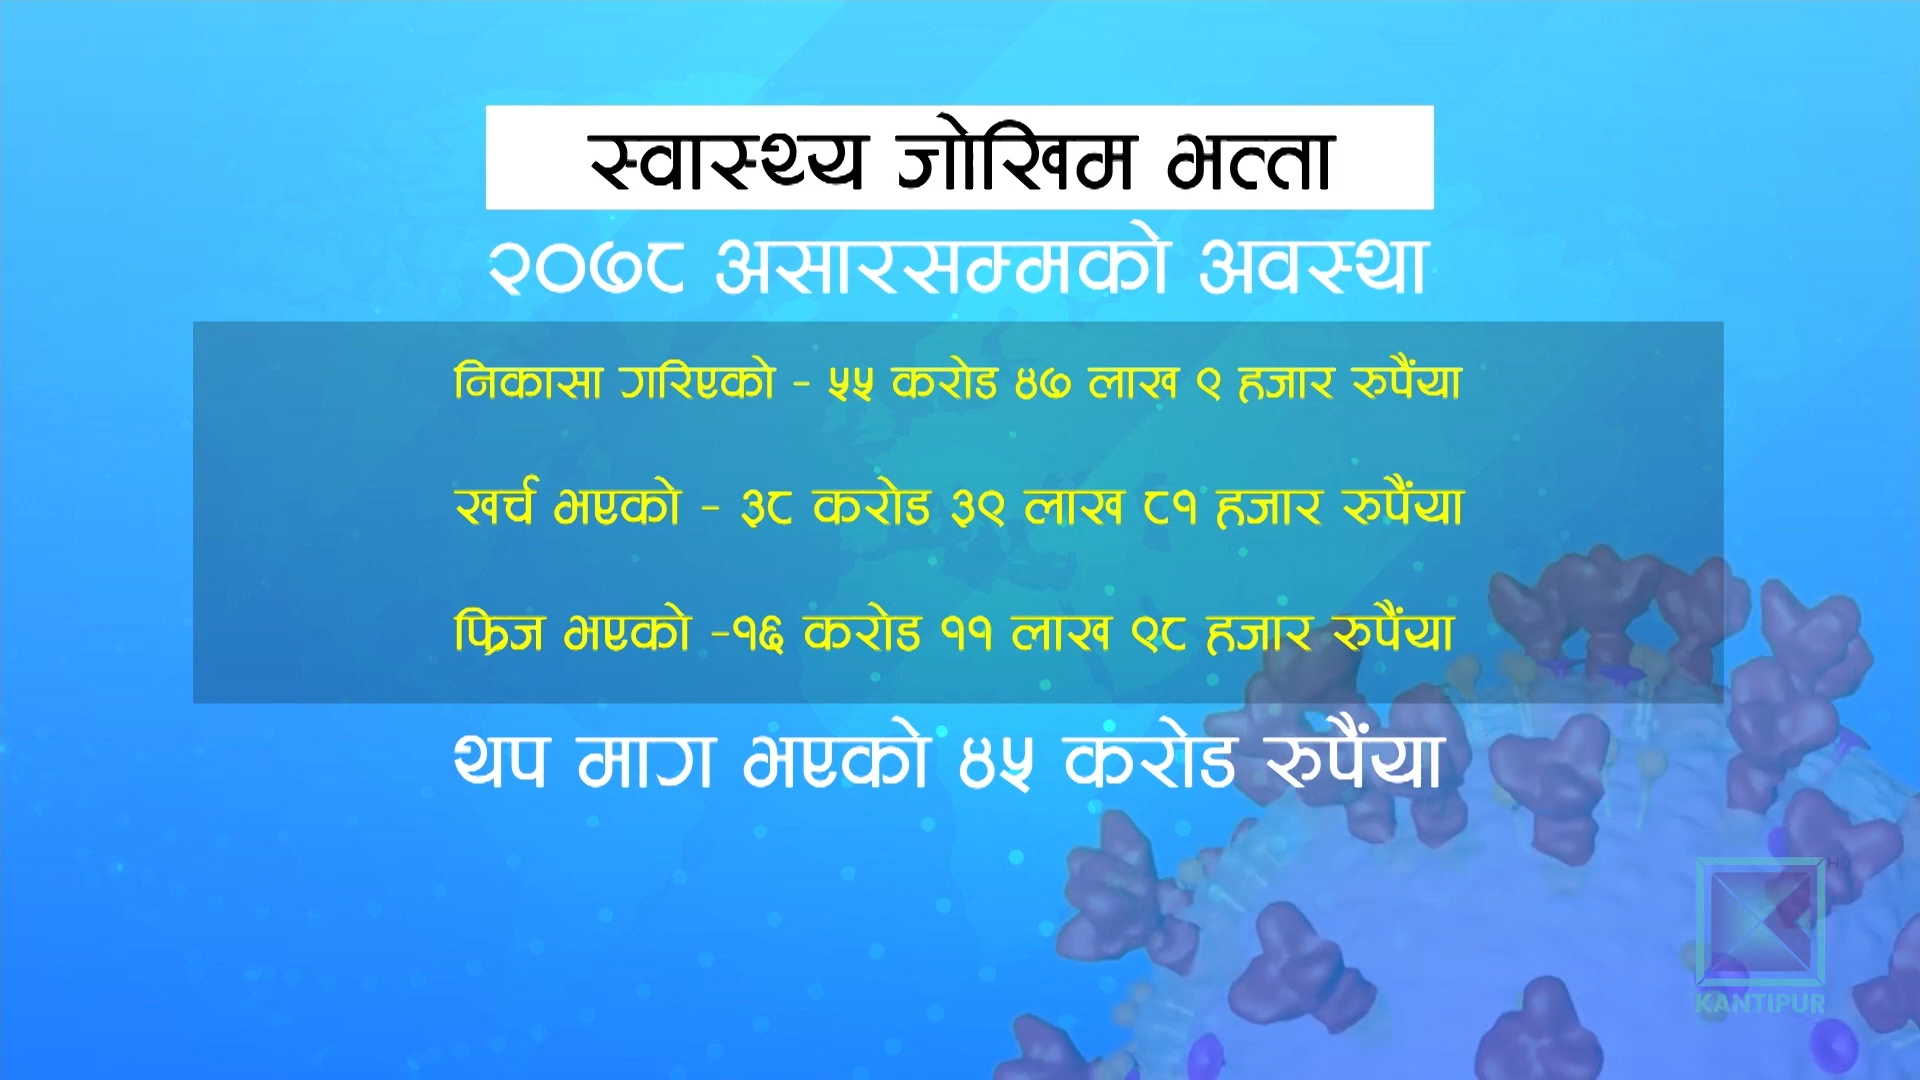 स्वास्थ्य जोखिम भत्ता
२०७८ असारसम्मको अवस्था
निकासा गरिएको - ५५ करोड ४७ लाख ९ हजार रुपैंया
खर्च भएको - ३८ करोड ३९ लाख ८१ हजार रुपैंया
फ्रिज भएको -१६ करोड ११ लाख ९८ हजार रुपैंया
थप माग भएको ४५ करोड रुपैंया
HD
KANTIPUR